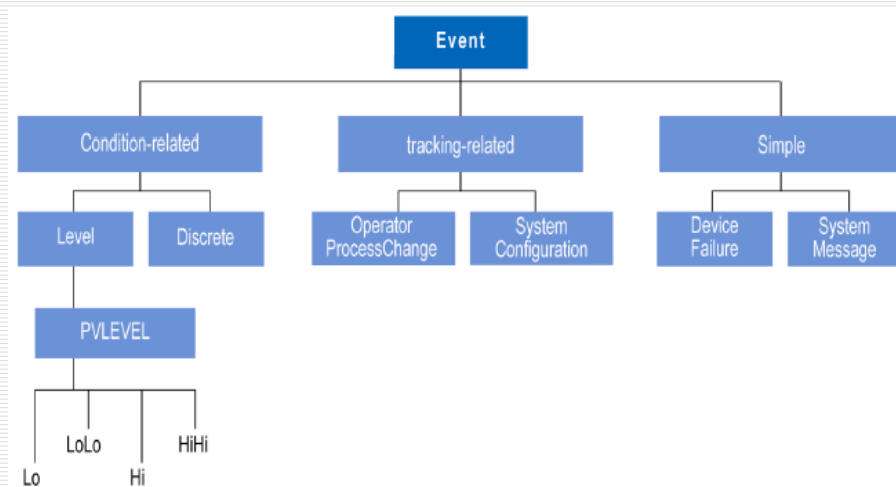 Event
Condition-related
tracking-related
Simple
Level
Discrete
Operator
ProcessChange
System
Configuration
Device
Failure
System
Message
PVLEVEL
LoLo
HiHi
Lo
Hi